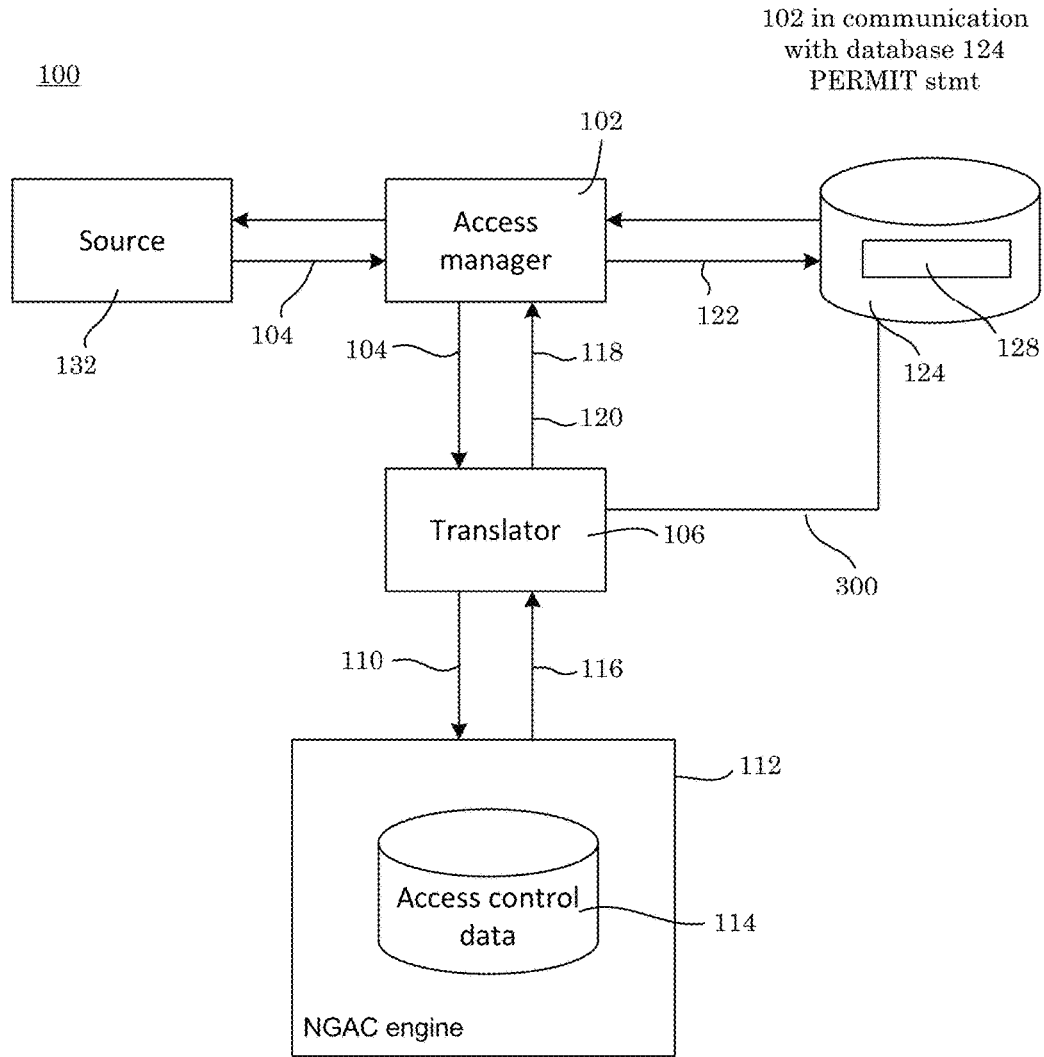 102 in communication
with database 124
PERMIT stmt
100
102
Source
Access
manager
104
122
132
104
118
124
128
120
Translator
106
300
110
116
112
Access control
data
114
NGAC engine